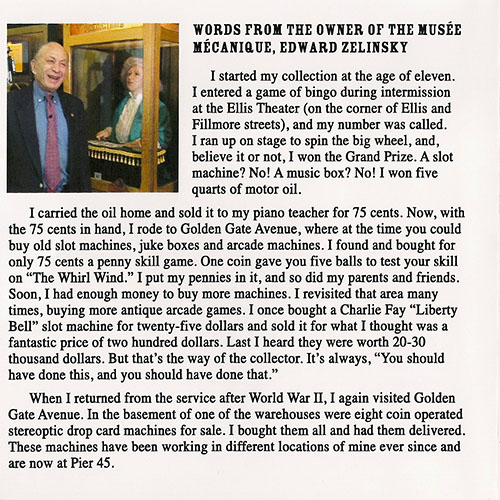 WORDS FROM THE OWNER OF THE MUSÉE
MÉCANIQUE, EDWARD ZELINSKY
I started my collection at the age of eleven.
I entered a game of bingo during intermission
at the Ellis Theater (on the corner of Ellis and
Fillmore streets), and my number was called.
I ran up on stage to spin the big wheel, and,
believe it or not, I won the Grand Prize. A slot
machine? No! A music box? No! I won five
quarts of motor oil.
I carried the oil home and sold it to my piano teacher for 75 cents. Now, with
the 75 cents in hand, I rode to Golden Gate Avenue, where at the time you could
buy old slot machines, juke boxes and arcade machines. I found and bought for
only 75 cents a penny skill game. One coin gave you five balls to test your skill
on “The Whirl Wind.” I put my pennies in it, and so did my parents and friends.
Soon, I had enough money to buy more machines. I revisited that area many
times, buying more antique arcade games. I once bought a Charlie Fay “Liberty
Bell” slot machine for twenty-five dollars and sold it for what I thought was a
fantastic price of two hundred dollars. Last I heard they were worth 20-30
thousand dollars. But that’s the way of the collector. It’s always, “You should
have done this, and you should have done that.”
When I returned from the service after World War II, I again visited Golden
Gate Avenue. In the basement of one of the warehouses were eight coin operated
stereoptic drop card machines for sale. I bought them all and had them delivered.
These machines have been working in different locations of mine ever since and
are now at Pier 45.